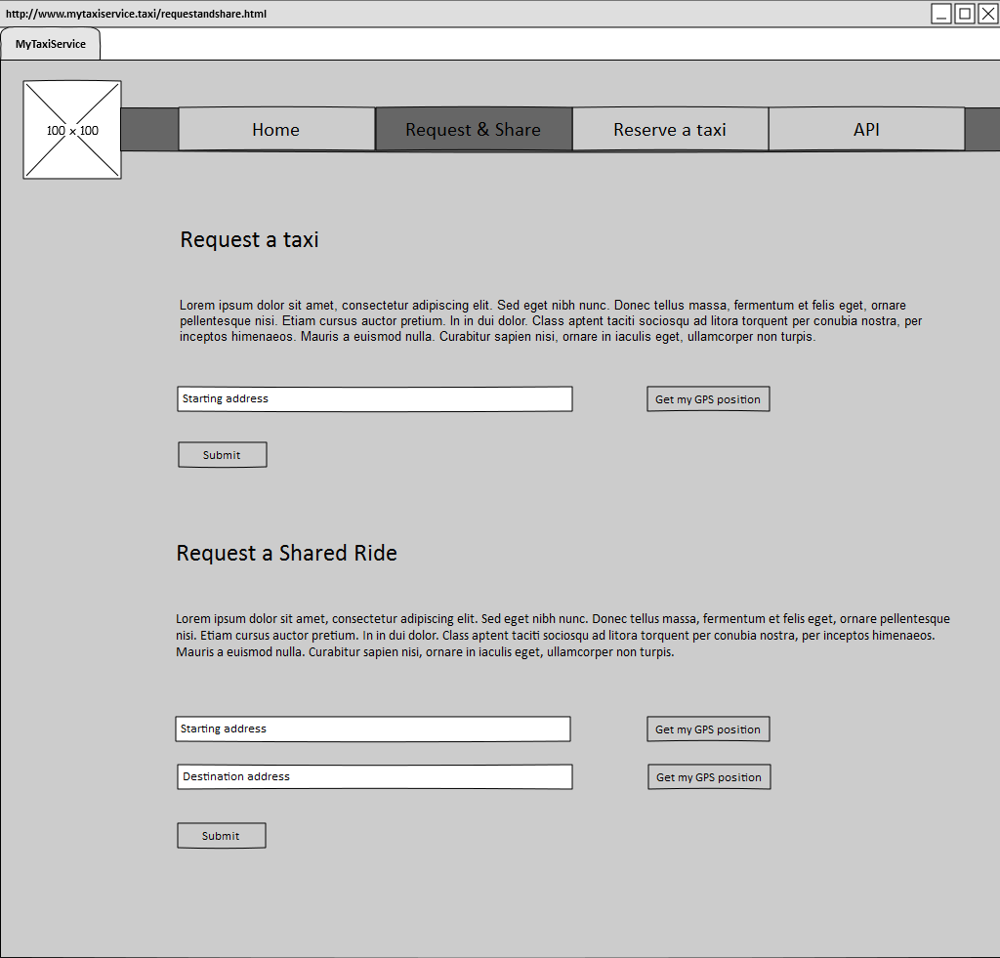 http://www.mytaxiservice.taxi/requestandshare.html
MyTaxiService
100 x 100
Home
Request & Share
Reserve a taxi
API
Request a taxi
Lorem ipsum dolor sit amet, consectetur adipiscing elit. Sed eget nibh nunc. Donec tellus massa, fermentum et felis eget, ornare
pellentesque nisi. Etiam cursus auctor pretium. In in dui dolor. Class aptent taciti sociosqu ad litora torquent per conubia nostra, per
inceptos himenaeos. Mauris a euismod nulla. Curabitur sapien nisi, ornare in iaculis eget, ullamcorper non turpis.
Starting address
Get my GPS position
Submit
Request a Shared Ride
Lorem ipsum dolor sit amet, consectetur adipiscing elit. Sed eget nibh nunc. Donec tellus massa, fermentum et felis eget, ornare pellentesque
nisi. Etiam cursus auctor pretium. In in dui dolor. Class aptent taciti sociosqu ad litora torquent per conubia nostra, per inceptos himenaeos.
Mauris a euismod nulla. Curabitur sapien nisi, ornare in iaculis eget, ullamcorper non turpis.
Starting address
Get my GPS position
Destination address
Get my GPS position
Submit